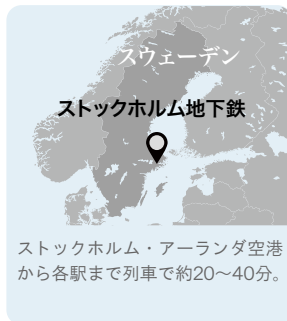 スウェーデン
ストックホルム地下鉄
ストックホルム・アーランダ空港
から各駅まで列車で約20〜40分。